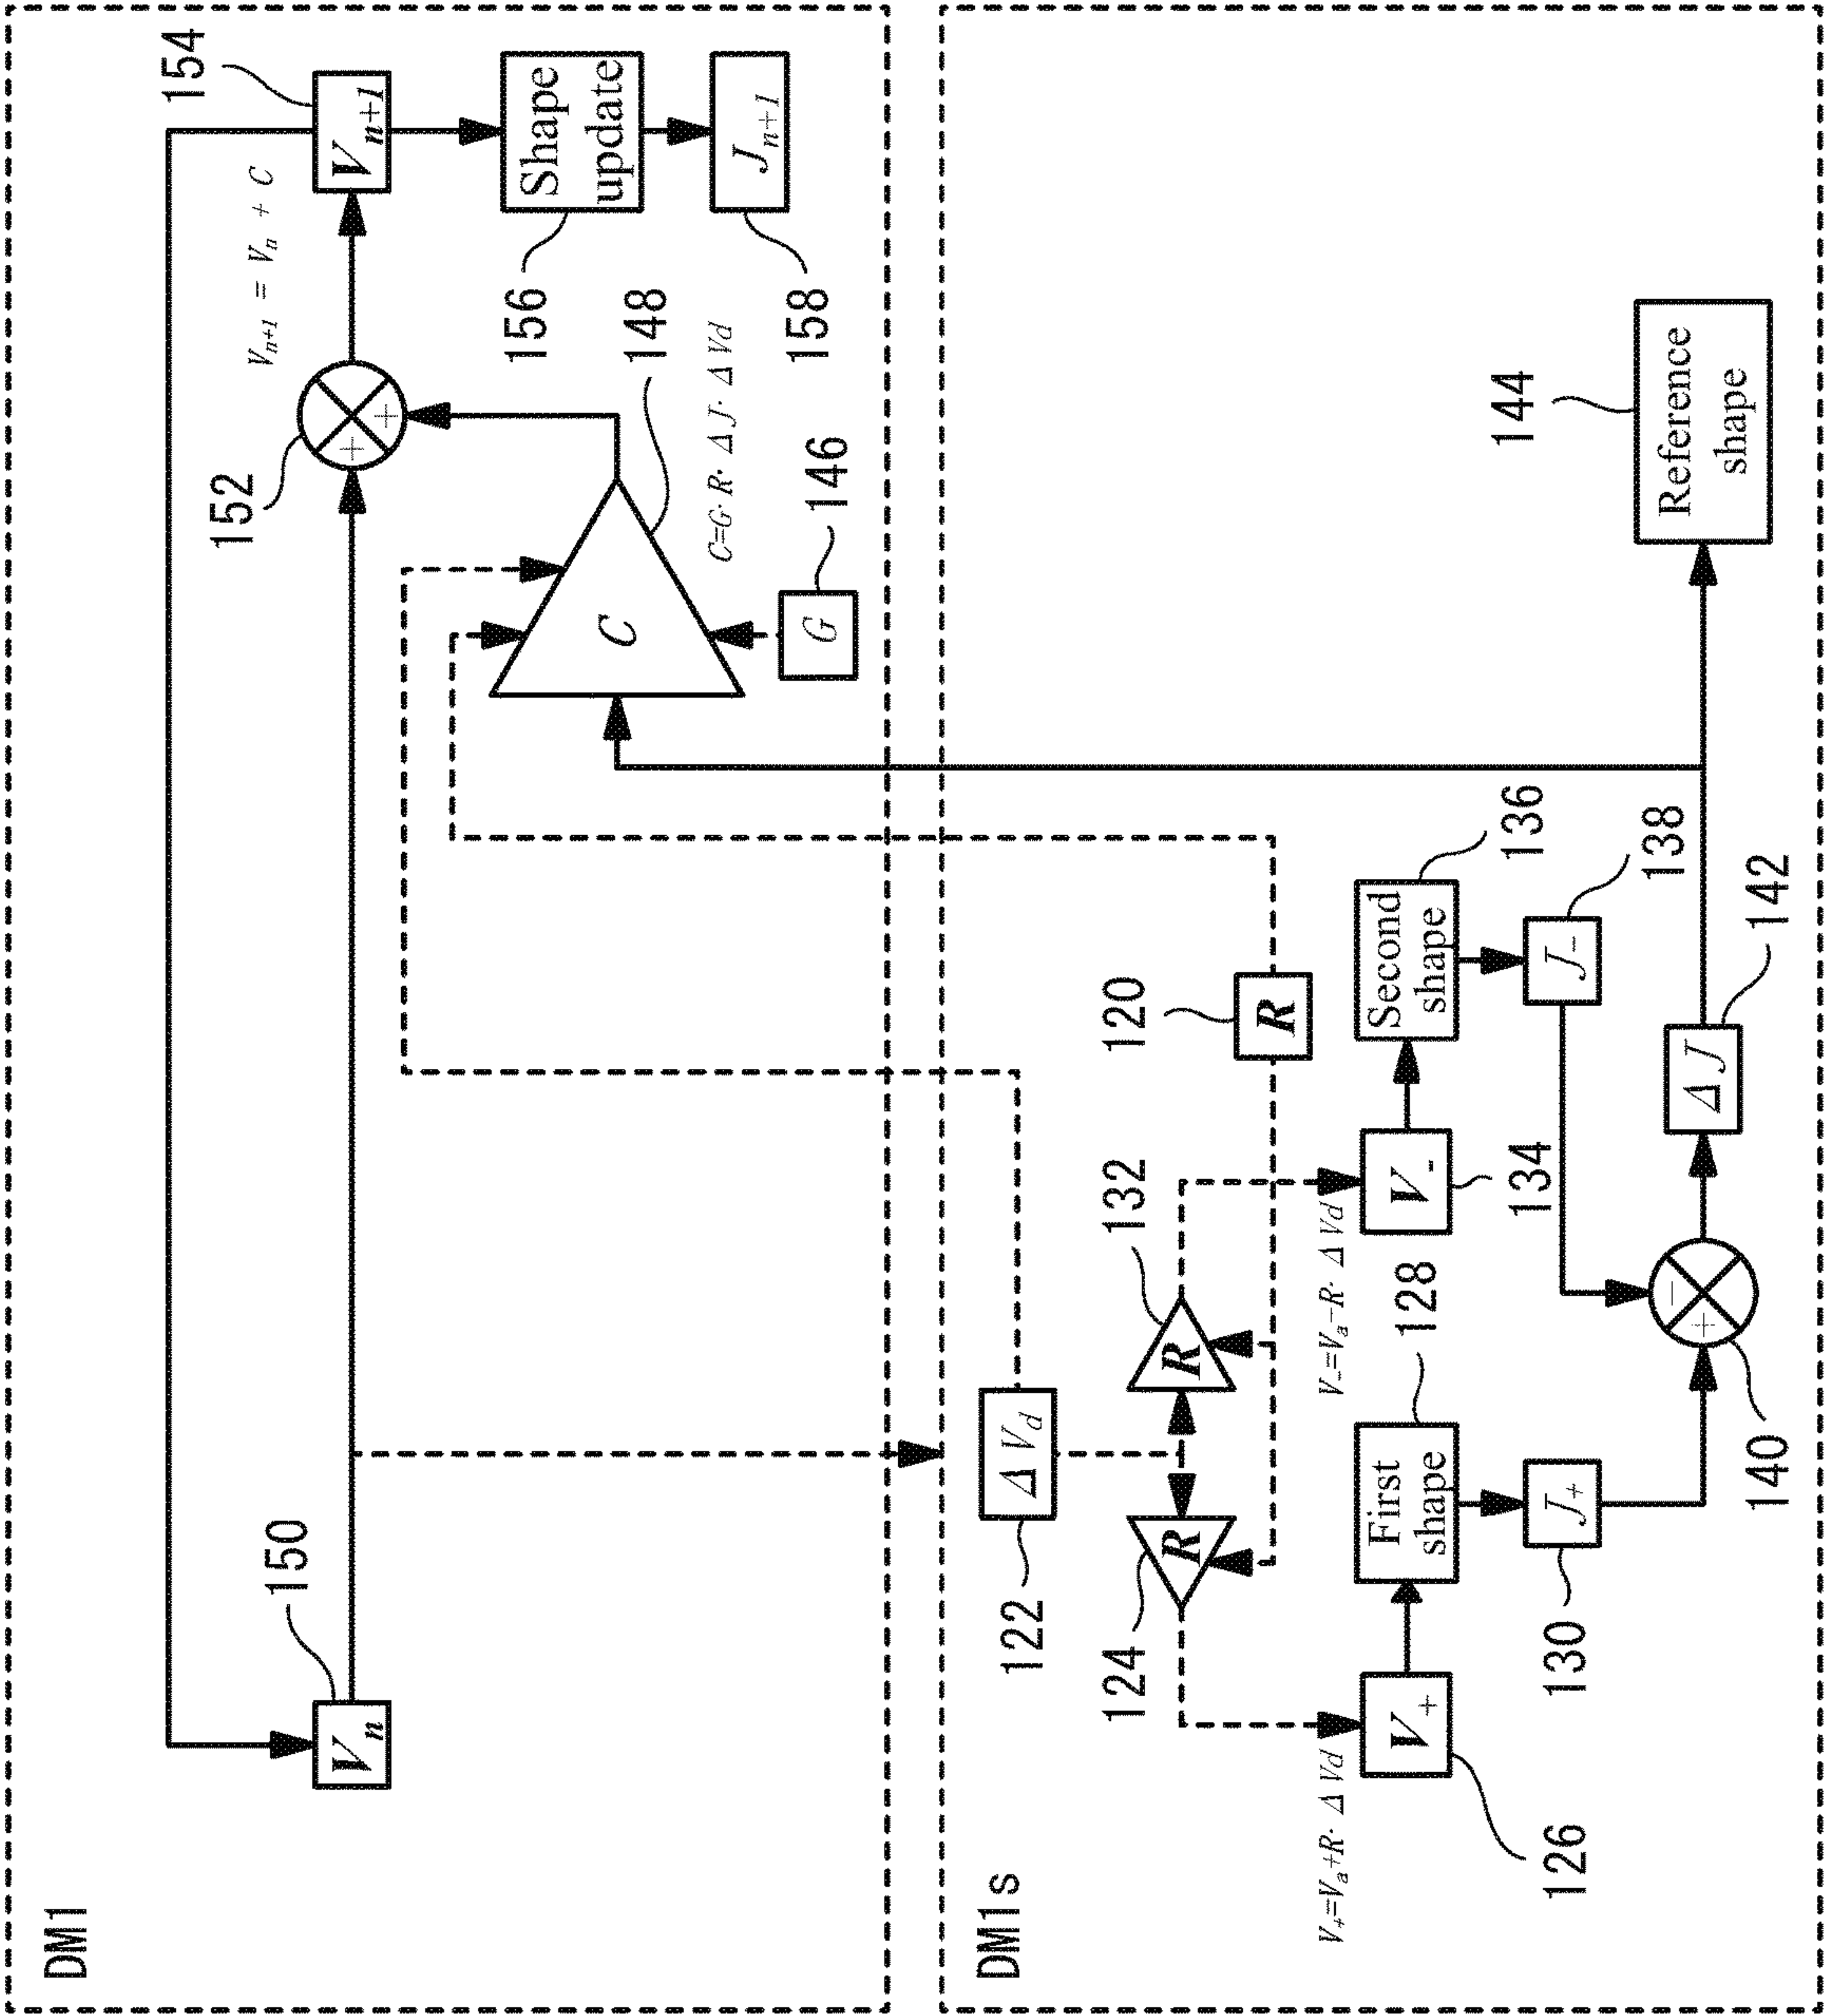 DM1
150
Vn
152
+
+
Vn+1 = Vn + C
154
Vn+1
Shape
update
156
Jn+1
158
148
C
C=G·R·ΔJ·ΔVd
146
G
DM1s
122
ΔVd
124
R
132
R
120
R
V+=Va+R·ΔVd
V+
126
First
shape
128
J+
130
V-=Va-R·ΔVd
V-
134
Second
shape
136
J-
138
+
-
140
ΔJ
142
Reference
shape
144